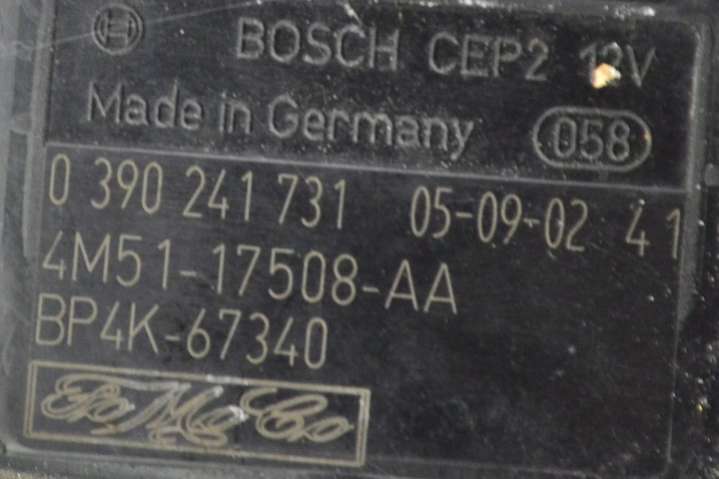 BOSCH CEP2 12V
Made in Germany 058
0 390 241 731 05-09-02 41
4M51-17508-AA
BP4K-67340
FoMoCo